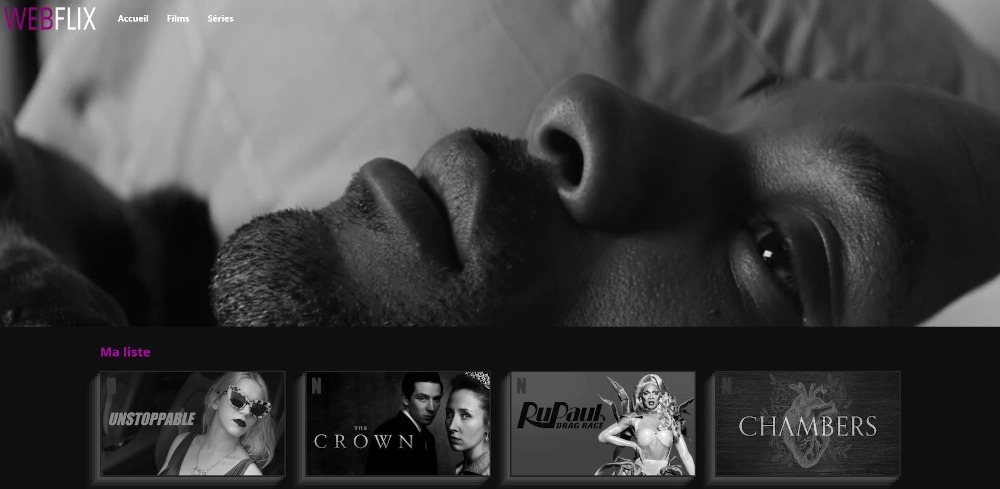 WEBFLIX
Accueil Films Séries
Ma liste
N
UNSTOPPABLE
N
THE
CROWN
N
RuPaul's
DRAG RACE
N
CHAMBERS